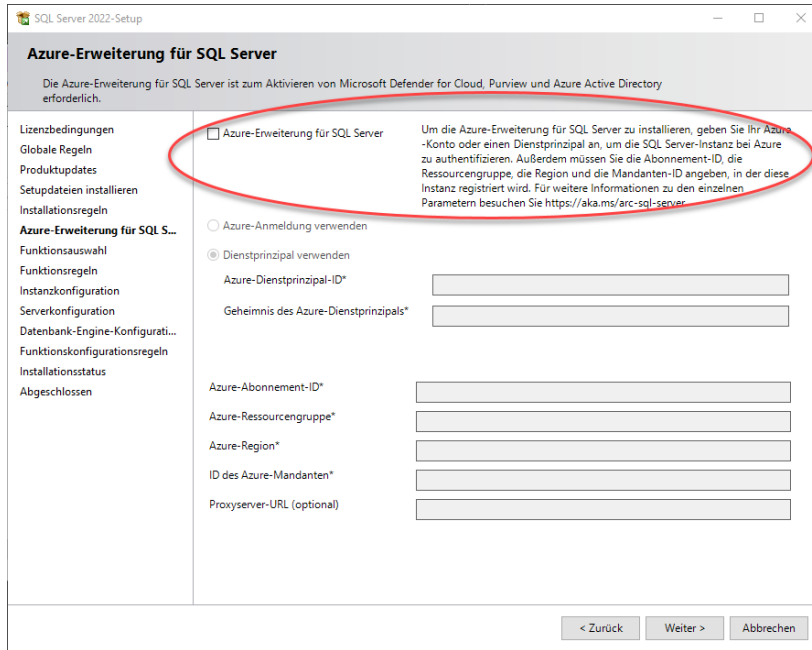 SQL Server 2022-Setup
Azure-Erweiterung für SQL Server
Die Azure-Erweiterung für SQL Server ist zum Aktivieren von Microsoft Defender for Cloud, Purview und Azure Active Directory
erforderlich.
Lizenzbedingungen
Globale Regeln
Produktupdates
Setupdateien installieren
Installationsregeln
Azure-Erweiterung für SQL S...
Funktionsauswahl
Funktionsregeln
Instanzkonfiguration
Serverkonfiguration
Datenbank-Engine-Konfigurati...
Funktionskonfigurationsregeln
Installationsstatus
Abgeschlossen
Azure-Erweiterung für SQL Server
Um die Azure-Erweiterung für SQL Server zu installieren, geben Sie Ihr Azure
-Konto oder einen Dienstprinzipal an, um die SQL Server-Instanz bei Azure
zu authentifizieren. Außerdem müssen Sie die Abonnement-ID, die
Ressourcengruppe, die Region und die Mandanten-ID angeben, in der diese
Instanz registriert wird. Für weitere Informationen zu den einzelnen
Parametern besuchen Sie https://aka.ms/arc-sql-server
Azure-Anmeldung verwenden
Dienstprinzipal verwenden
Azure-Dienstprinzipal-ID*
Geheimnis des Azure-Dienstprinzipals*
Azure-Abonnement-ID*
Azure-Ressourcengruppe*
Azure-Region*
ID des Azure-Mandanten*
Proxyserver-URL (optional)
< Zurück
Weiter >
Abbrechen